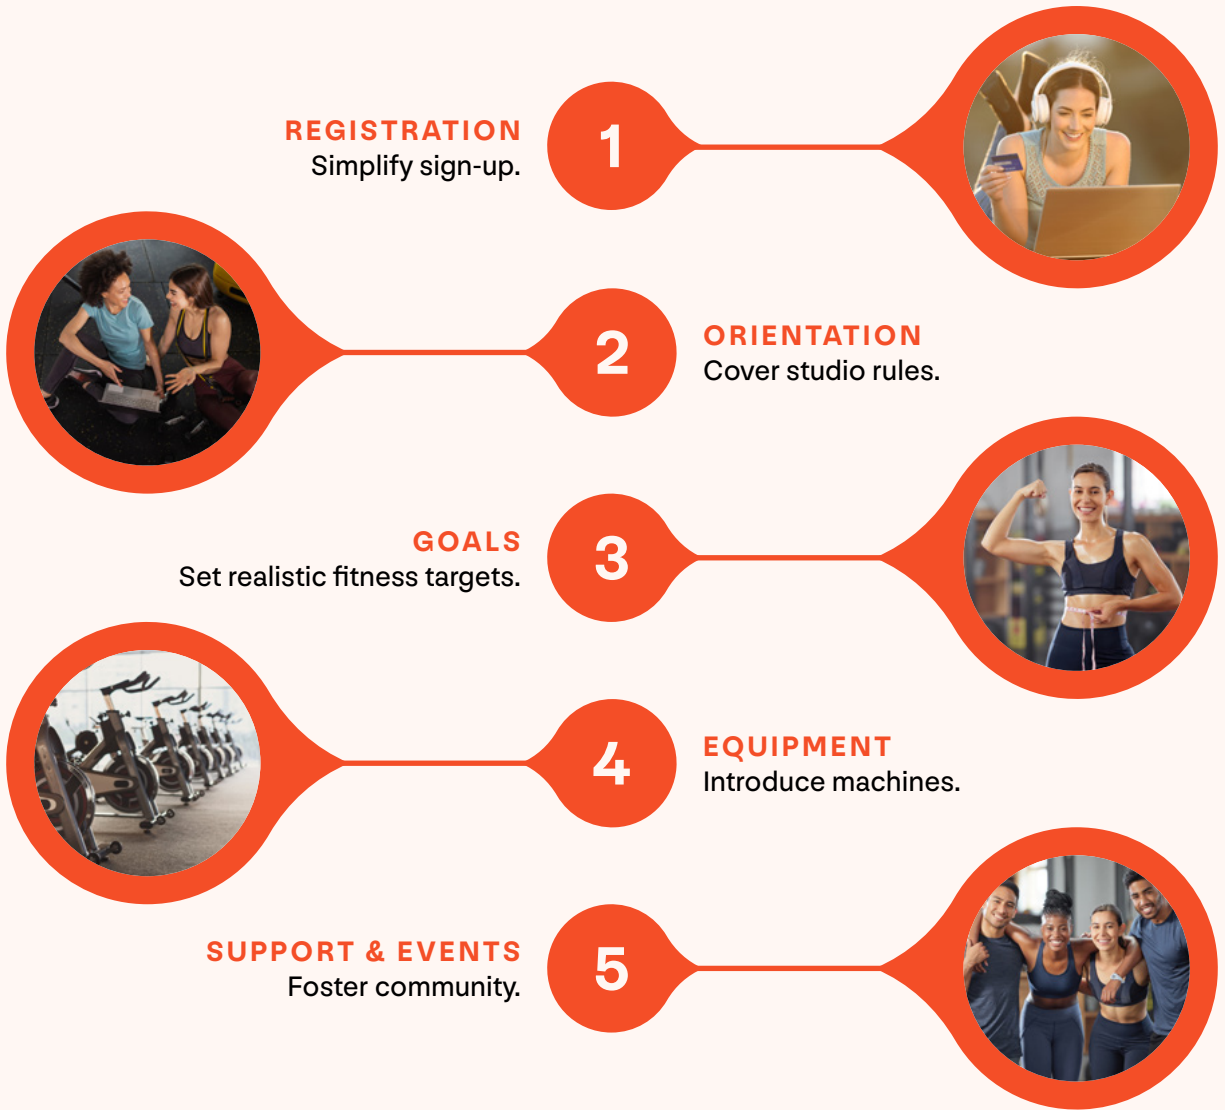 REGISTRATION
Simplify sign-up.
1
2
ORIENTATION
Cover studio rules.
GOALS
Set realistic fitness targets.
3
4
EQUIPMENT
Introduce machines.
SUPPORT & EVENTS
Foster community.
5